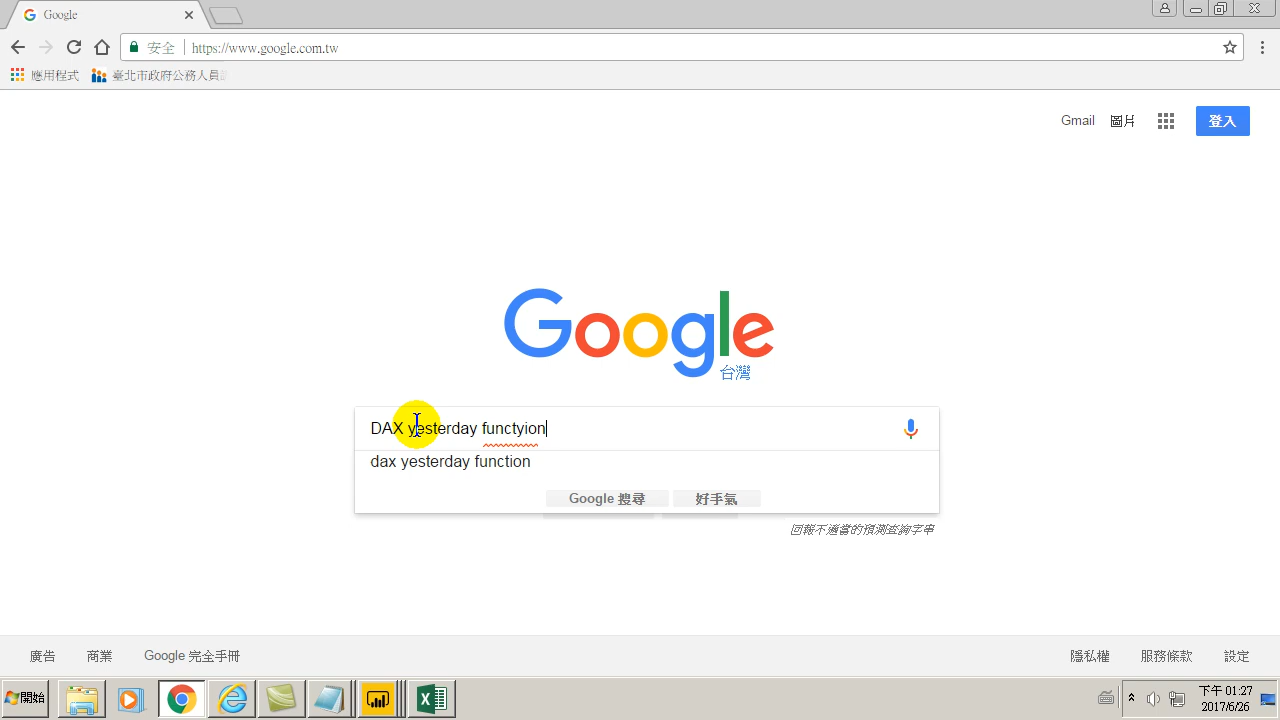 Google
安全
https://www.google.com.tw
應用程式
臺北市政府公務人員
Gmail
圖片
登入
Google
台灣
DAX yesterday functyion
dax yesterday function
Google 搜尋
好手氣
回報不適當的預測查詢字串
廣告
商業
Google 完全手冊
隱私權
服務條款
設定
開始
下午 01:27
2017/6/26